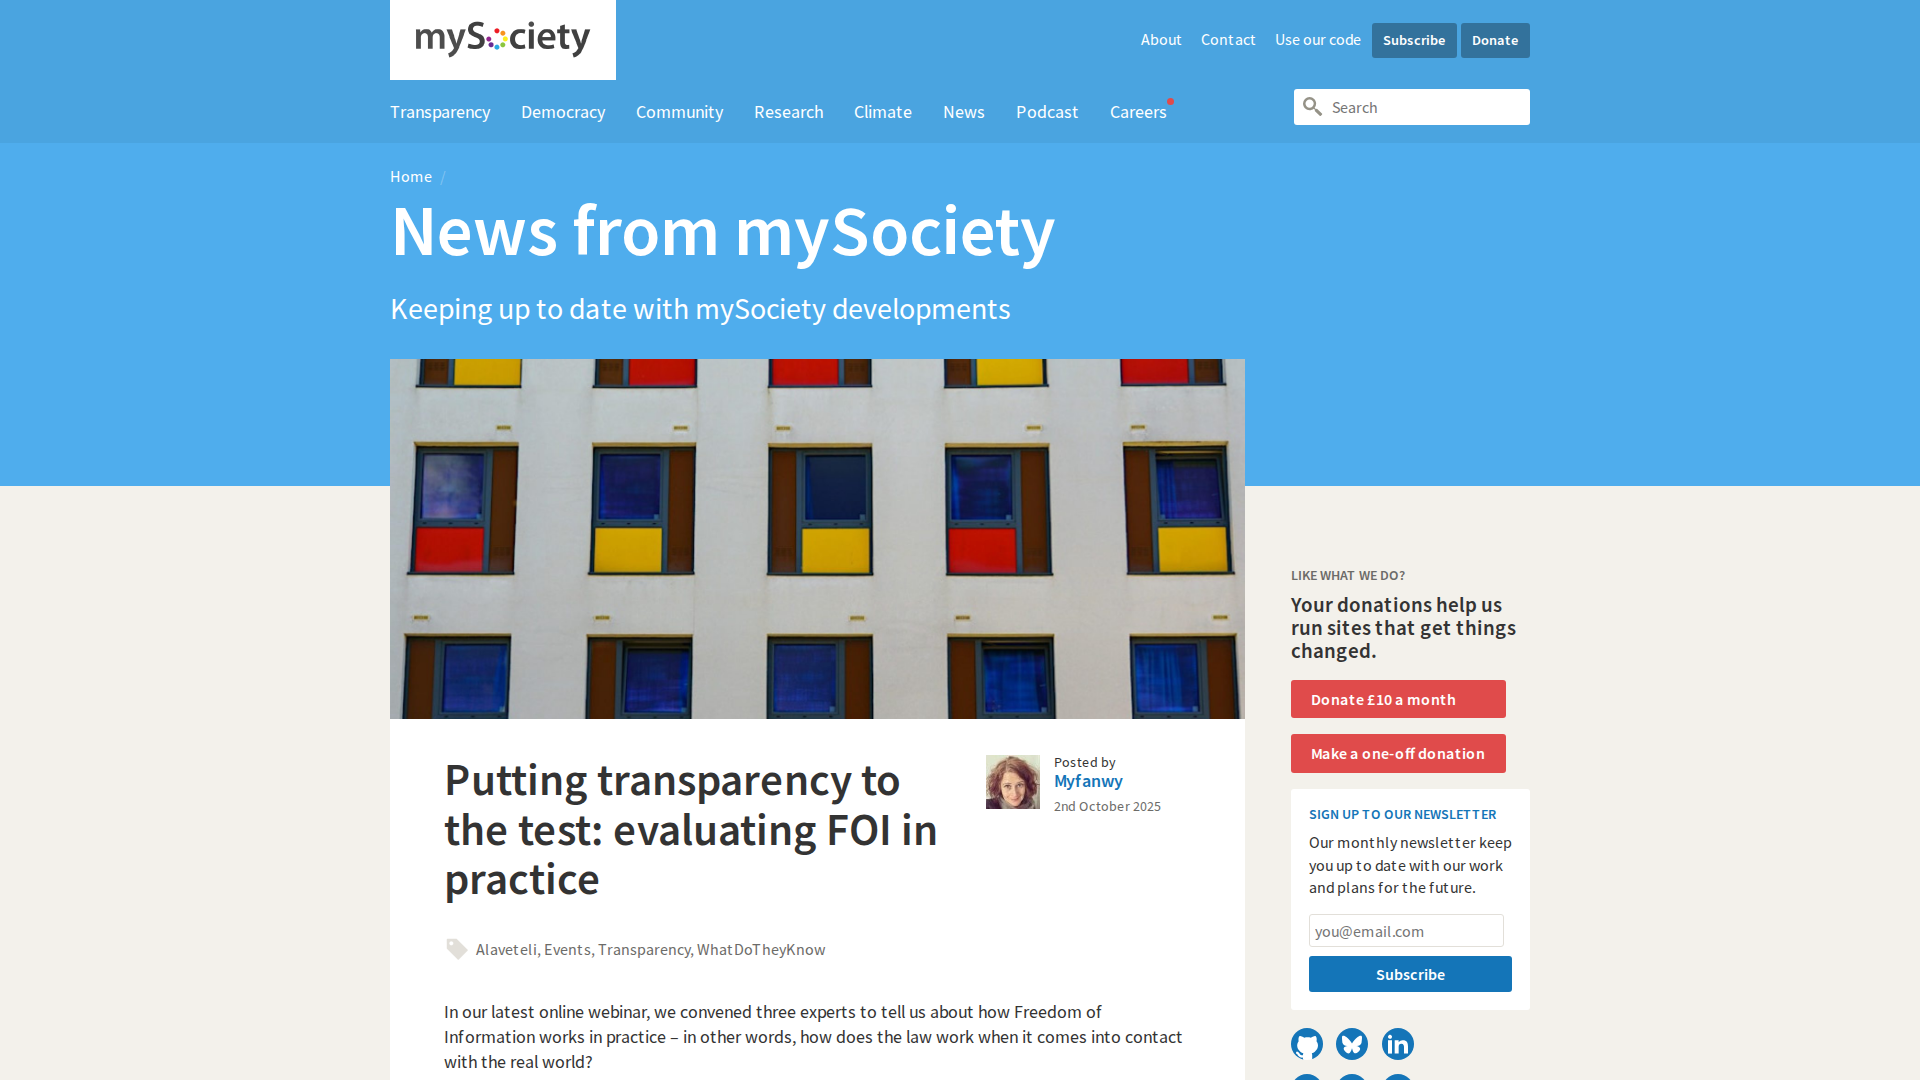 mySociety
About
Contact
Use our code
Subscribe
Donate
Transparency
Democracy
Community
Research
Climate
News
Podcast
Careers
Search
Home /
News from mySociety
Keeping up to date with mySociety developments
Putting transparency to
the test: evaluating FOI in
practice
Posted by
Myfanwy
2nd October 2025
Alaveteli, Events, Transparency, WhatDoTheyKnow
In our latest online webinar, we convened three experts to tell us about how Freedom of
Information works in practice – in other words, how does the law work when it comes into contact
with the real world?
LIKE WHAT WE DO?
Your donations help us
run sites that get things
changed.
Donate £10 a month
Make a one-off donation
SIGN UP TO OUR NEWSLETTER
Our monthly newsletter keep
you up to date with our work
and plans for the future.
you@email.com
Subscribe
in